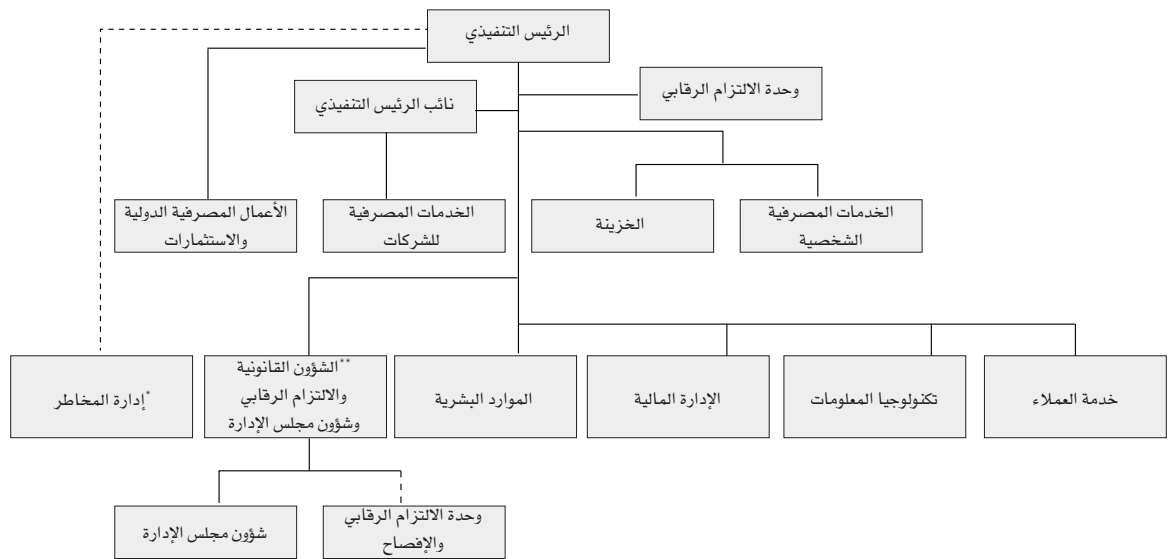 الرئيس التنفيذي
وحدة الالتزام الرقابي
نائب الرئيس التنفيذي
الخدمات المصرفية
الشخصية
الخزينة
الخدمات المصرفية
للشركات
الأعمال المصرفية الدولية
والاستثمارات
خدمة العملاء
تكنولوجيا المعلومات
الإدارة المالية
الموارد البشرية
**الشؤون القانونية
والالتزام الرقابي
وشؤون مجلس الإدارة
*إدارة المخاطر
وحدة الالتزام الرقابي
والإفصاح
شؤون مجلس الإدارة